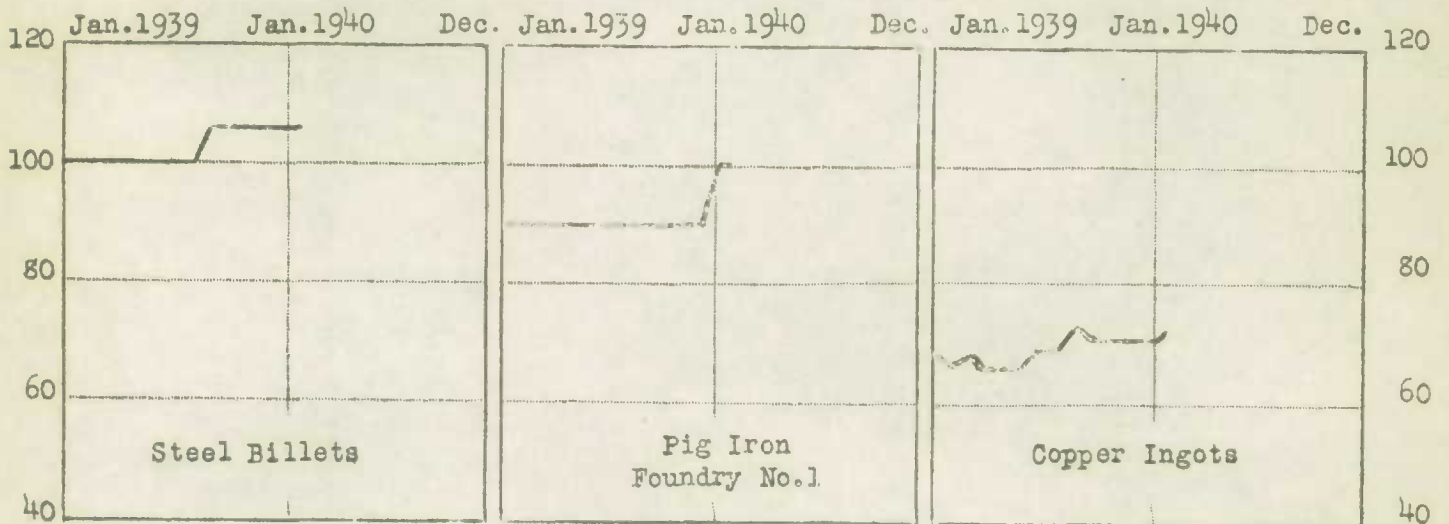 Jan.1939 Jan.1940 Dec. Jan.1939 Jan.1940 Dec. Jan.1939 Jan.1940 Dec.
120 120
100 100
80 80
60 60
Steel Billets
Pig Iron
Foundry No.1
Copper Ingots
40 40